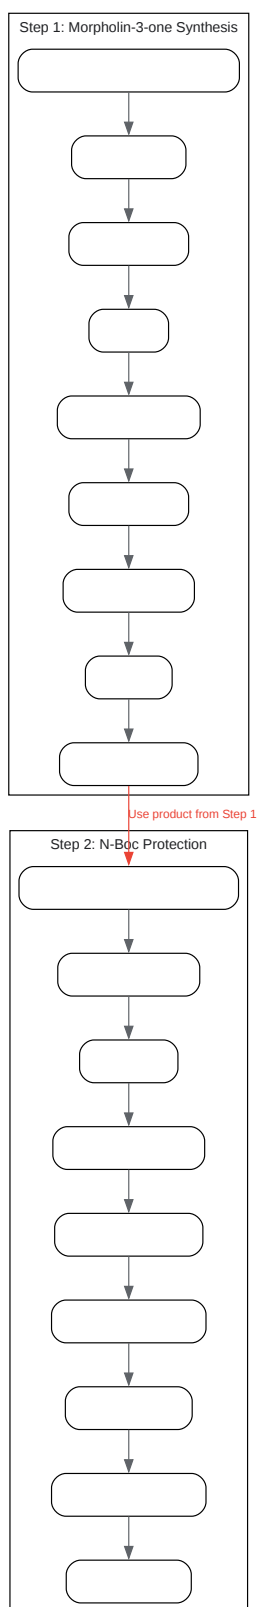 Step 1: Morpholin-3-one Synthesis
Use product from Step 1
Step 2: N-Boc Protection